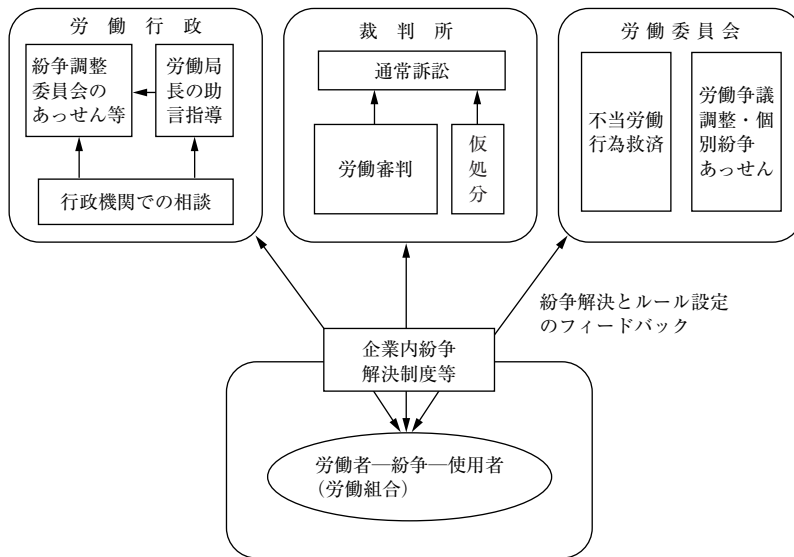 労働行政
紛争調整
委員会の
あっせん等
労働局
長の助
言指導
行政機関での相談
裁判所
通常訴訟
労働審判
仮
処
分
労働委員会
不当労働
行為救済
労働争議
調整・個
別紛争
あっせん
紛争解決とルール設定
のフィードバック
企業内紛争
解決制度等
労働者―紛争―使用者
(労働組合)